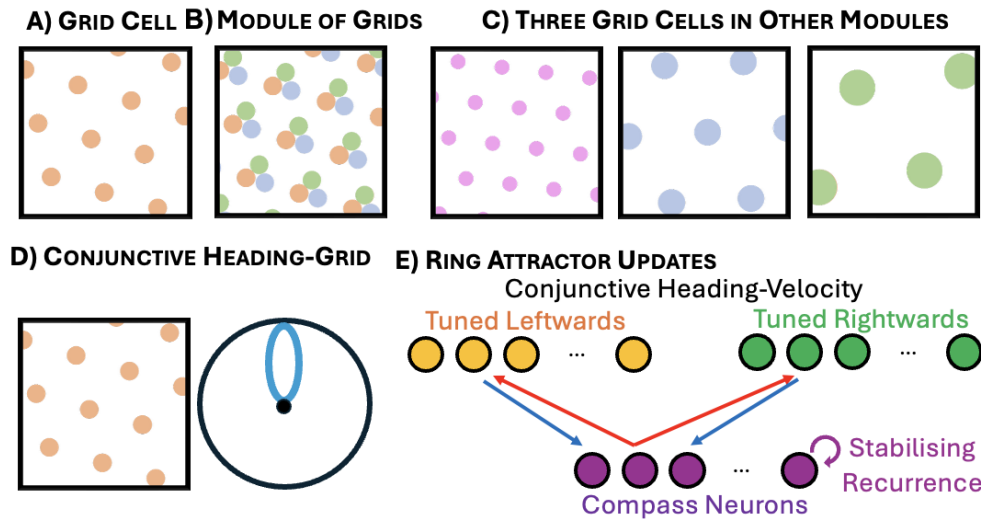 A) GRID CELL B) MODULE OF GRIDS
C) THREE GRID CELLS IN OTHER MODULES
D) CONJUNCTIVE HEADING-GRID
E) RING ATTRACTOR UPDATES
Conjunctive Heading-Velocity
Tuned Leftwards
Tuned Rightwards
...
...
...
Stabilising
Recurrence
Compass Neurons